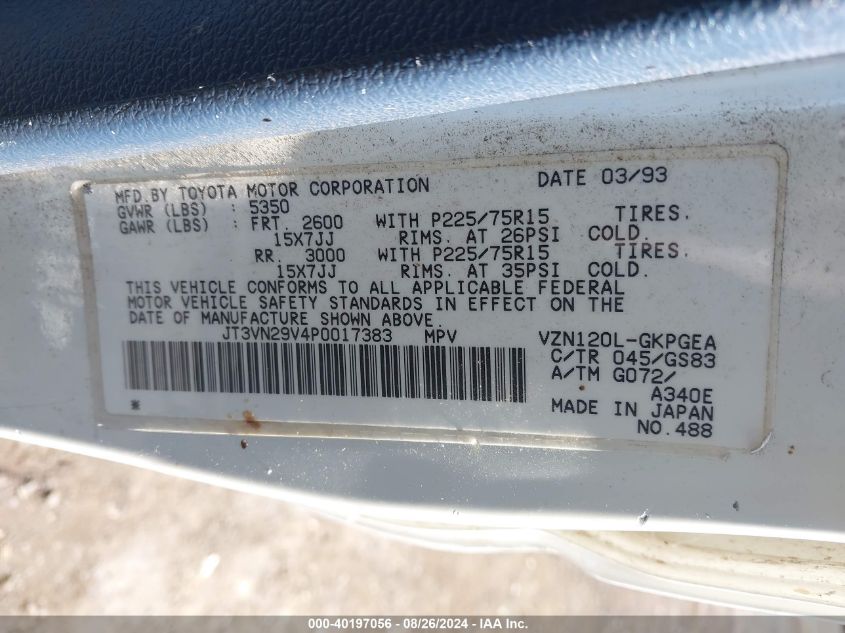 MFD.BY TOYOTA MOTOR CORPORATION DATE 03/93
GVWR (LBS) : 5350
GAWR (LBS) : FRT. 2600 WITH P225/75R15 TIRES.
15X7JJ RIMS. AT 26PSI COLD.
RR. 3000 WITH P225/75R15 TIRES.
15X7JJ RIMS. AT 35PSI COLD.
THIS VEHICLE CONFORMS TO ALL APPLICABLE FEDERAL
MOTOR VEHICLE SAFETY STANDARDS IN EFFECT ON THE
DATE OF MANUFACTURE SHOWN ABOVE.
JT3VN29V4P0017383 MPV VZN120L-GKPGEA
C/TR 045/GS83
A/TM G072/
A340E
MADE IN JAPAN
NO.488
000-40197056 - 08/26/2024 - IAA Inc.